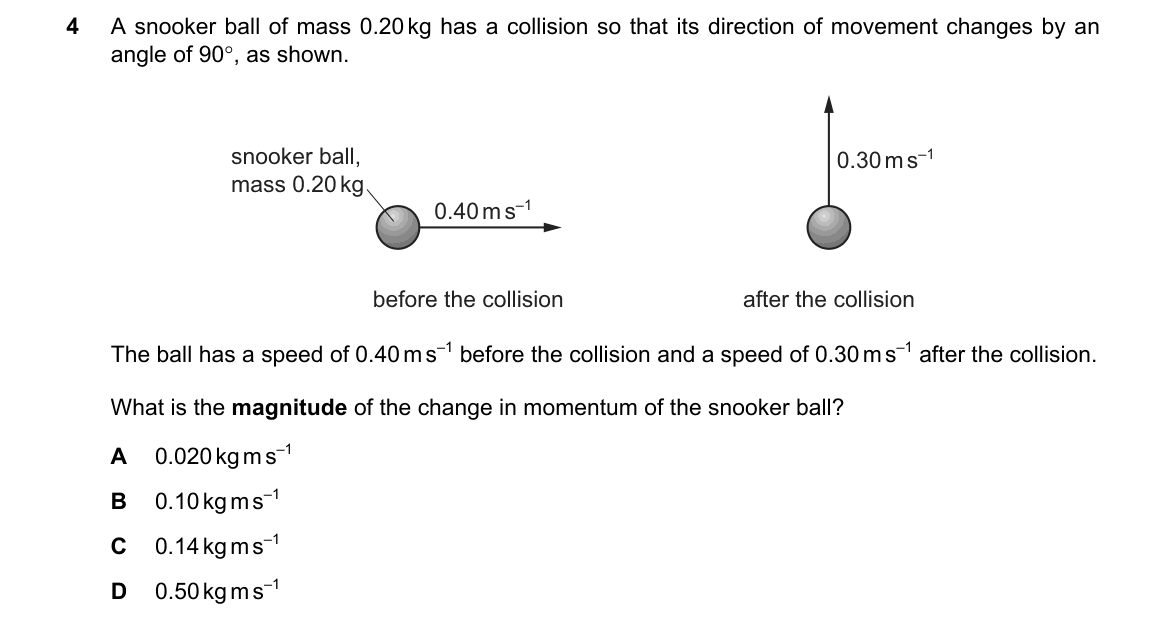 4 A snooker ball of mass 0.20 kg has a collision so that its direction of movement changes by an
angle of 90°, as shown.
snooker ball,
mass 0.20 kg
0.40 m s⁻¹
0.30 m s⁻¹
before the collision
after the collision
The ball has a speed of 0.40 m s⁻¹ before the collision and a speed of 0.30 m s⁻¹ after the collision.
What is the magnitude of the change in momentum of the snooker ball?
A 0.020 kg m s⁻¹
B 0.10 kg m s⁻¹
C 0.14 kg m s⁻¹
D 0.50 kg m s⁻¹